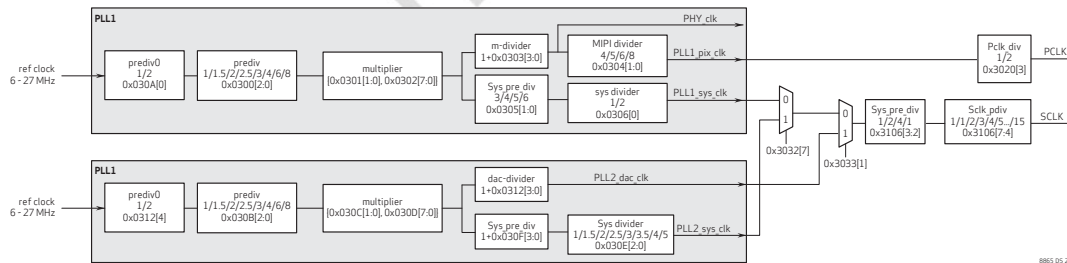 PLL1
ref clock
6 - 27 MHz
prediv0
1/2
0x030A[0]
prediv
1/1.5/2/2.5/3/4/6/8
0x0300[2:0]
multiplier
{0x0301[1:0], 0x0302[7:0]}
m-divider
1+0x0303[3:0]
Sys_pre_div
3/4/5/6
0x0305[1:0]
MIPI divider
4/5/6/8
0x0304[1:0]
sys divider
1/2
0x0306[0]
PHY_clk
PLL1_pix_clk
PLL1_sys_clk
0
1
0x3032[7]
0
1
0x3033[1]
Pclk_div
1/2
0x3020[3]
PCLK
Sys_pre_div
1/2/4/1
0x3106[3:2]
Sclk_pdiv
1/1/2/3/4/5/.../15
0x3106[7:4]
SCLK
PLL1
ref clock
6 - 27 MHz
prediv0
1/2
0x0312[4]
prediv
1/1.5/2/2.5/3/4/6/8
0x030B[2:0]
multiplier
{0x030C[1:0], 0x030D[7:0]}
dac-divider
1+0x0312[3:0]
Sys_pre_div
1+0x030F[3:0]
Sys divider
1/1.5/2/2.5/3/3.5/4/5
0x030E[2:0]
PLL2_dac_clk
PLL2_sys_clk